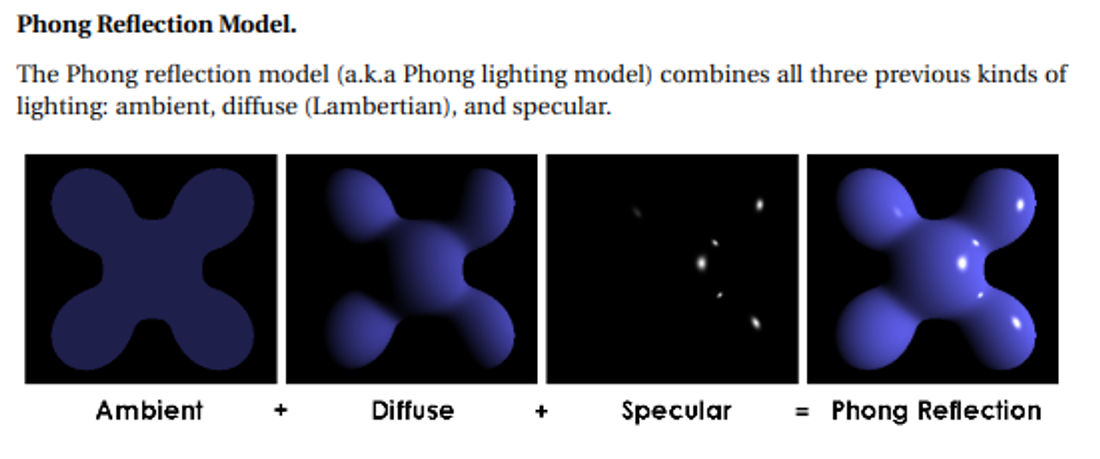 Phong Reflection Model.
The Phong reflection model (a.k.a Phong lighting model) combines all three previous kinds of
lighting: ambient, diffuse (Lambertian), and specular.
Ambient + Diffuse + Specular = Phong Reflection